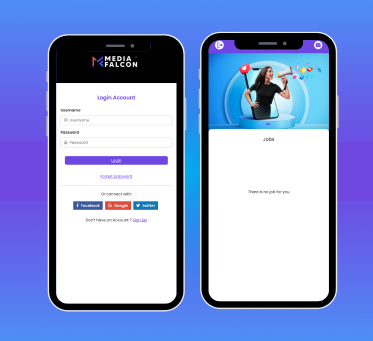 MEDIA
FALCON
Login Account
Username
Username
Password
Password
Login
Forgot password
Or connect with:
Facebook
Google
twitter
Don't have an Account ? Sign Up
Jobs
There is no job for you